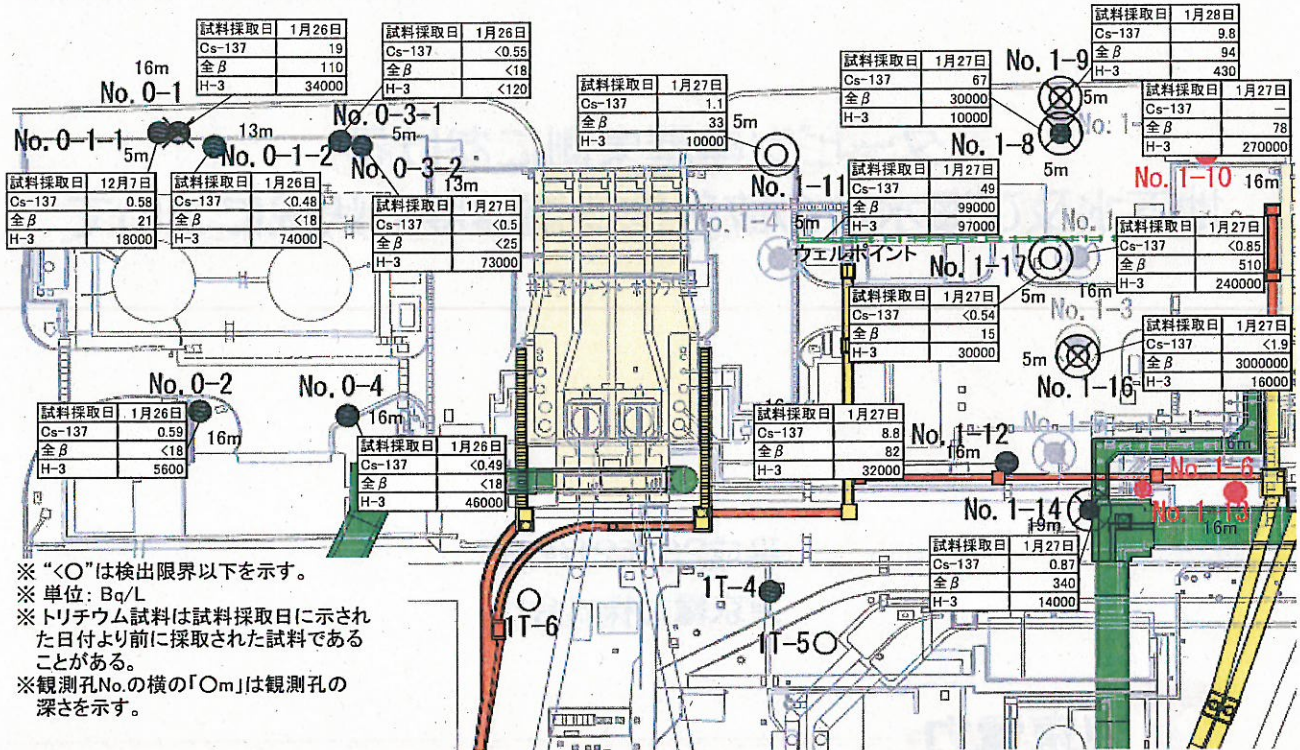 試料採取日 1月26日
Cs-137 19
全β 110
H-3 34000
試料採取日 1月26日
Cs-137 <0.55
全β <18
H-3 <120
試料採取日 1月27日
Cs-137 1.1
全β 33
H-3 10000
試料採取日 1月27日
Cs-137 67
全β 30000
H-3 10000
試料採取日 1月28日
Cs-137 9.8
全β 94
H-3 430
試料採取日 1月27日
Cs-137 —
全β 78
H-3 270000
16m
No. 0-1
No. 0-3-1
5m
No. 1-9
5m
No. 0-1-1
5m
13m
No. 0-1-2
No. 0-3-2
13m
5m
No. 1-11
No. 1-8
5m
No. 1-10
16m
試料採取日 12月7日
Cs-137 0.58
全β 21
H-3 18000
試料採取日 1月26日
Cs-137 <0.48
全β <18
H-3 74000
試料採取日 1月27日
Cs-137 <0.5
全β <25
H-3 73000
試料採取日 1月27日
Cs-137 49
全β 99000
H-3 97000
No. 1-4
5m
ウェルポイント
No. 1-17
5m
16m
試料採取日 1月27日
Cs-137 <0.85
全β 510
H-3 240000
試料採取日 1月27日
Cs-137 <0.54
全β 15
H-3 30000
No. 1-3
5m
No. 1-16
試料採取日 1月27日
Cs-137 <1.9
全β 3000000
H-3 16000
No. 0-2
16m
No. 0-4
16m
試料採取日 1月26日
Cs-137 0.59
全β <18
H-3 5600
試料採取日 1月26日
Cs-137 <0.49
全β <18
H-3 46000
試料採取日 1月27日
Cs-137 8.8
全β 82
H-3 32000
No. 1-12
16m
No. 1-6
No. 1-14
19m
No. 1-13
16m
試料採取日 1月27日
Cs-137 0.87
全β 340
H-3 14000
1T-4
1T-6
1T-5
※ “<○”は検出限界以下を示す。
※ 単位: Bq/L
※ トリチウム試料は試料採取日に示され
た日付より前に採取された試料である
ことがある。
※観測孔No.の横の「○m」は観測孔の
深さを示す。